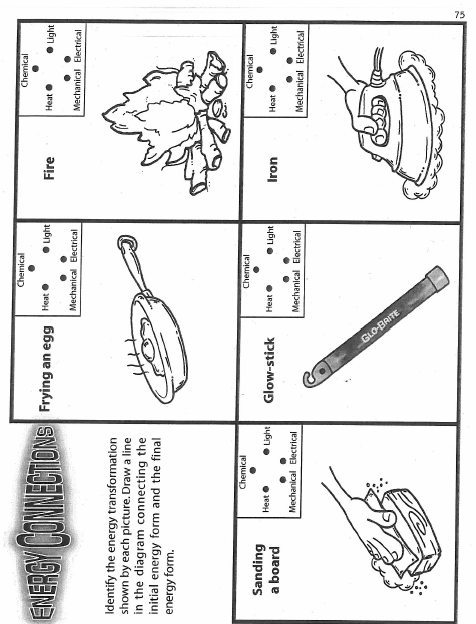 ENERGY CONNECTIONS
Identify the energy transformation
shown by each picture. Draw a line
in the diagram connecting the
initial energy form and the final
energy form.
Frying an egg
Chemical
Heat Light
Mechanical Electrical
Fire
Chemical
Heat Light
Mechanical Electrical
Sanding
a board
Chemical
Heat Light
Mechanical Electrical
Glow-stick
Chemical
Heat Light
Mechanical Electrical
GLO-BRITE
Iron
Chemical
Heat Light
Mechanical Electrical
75